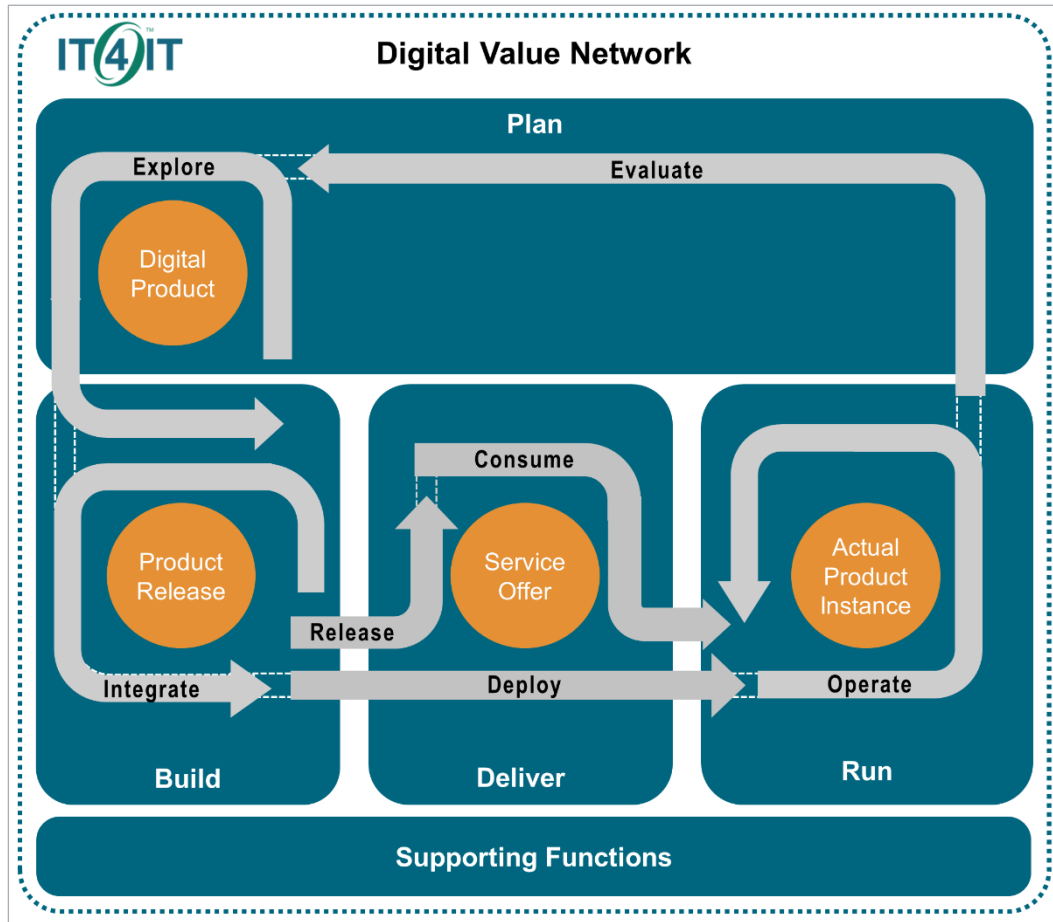 IT4IT™
Digital Value Network
Plan
Explore
Evaluate
Digital
Product
Consume
Product
Release
Service
Offer
Actual
Product
Instance
Release
Integrate
Deploy
Operate
Build
Deliver
Run
Supporting Functions